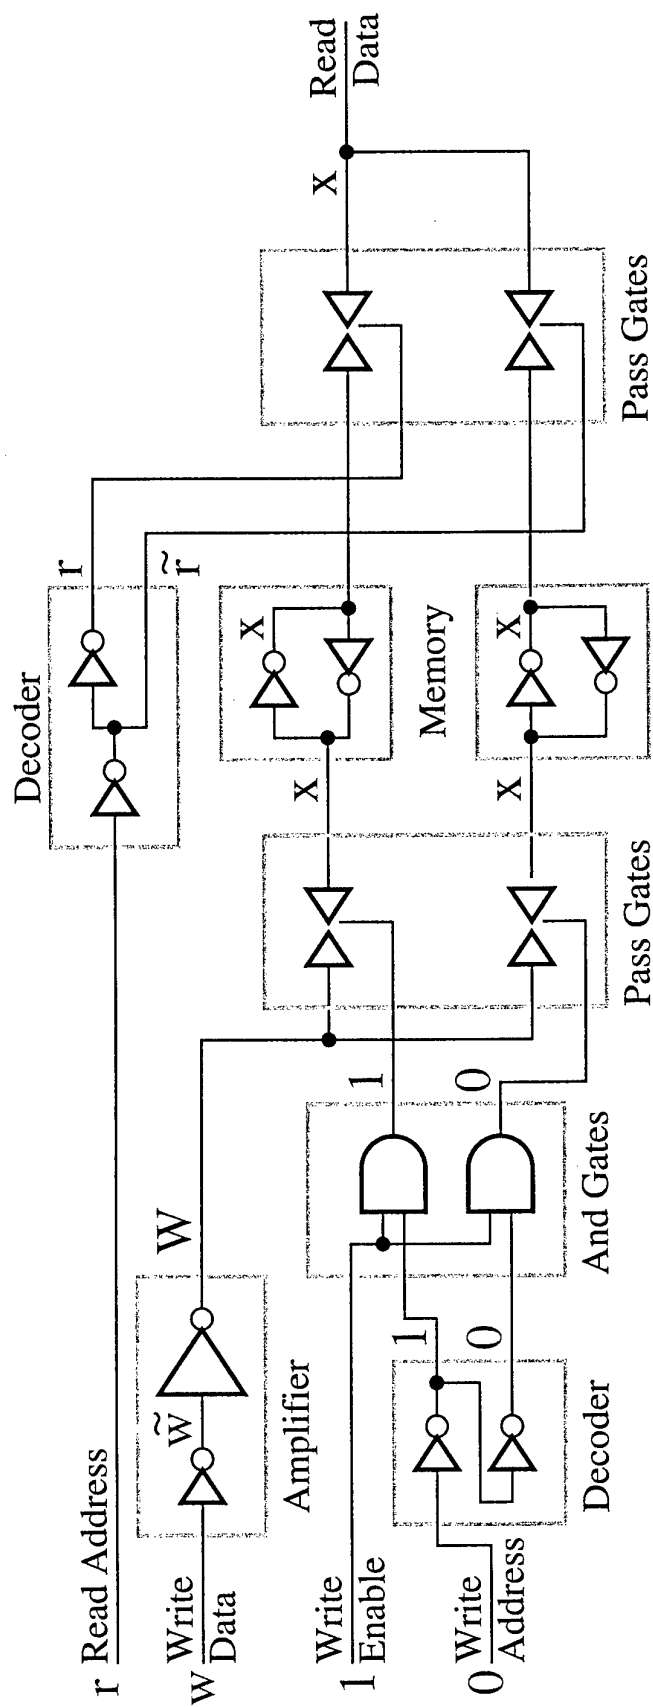 r Read Address
Decoder
r
r̃
w Write
Data
w̃
W
Amplifier
1 Write
Enable
0 Write
Address
1
0
Decoder
1
0
And Gates
Pass Gates
x
x
x
x
Memory
Pass Gates
x
Read
Data